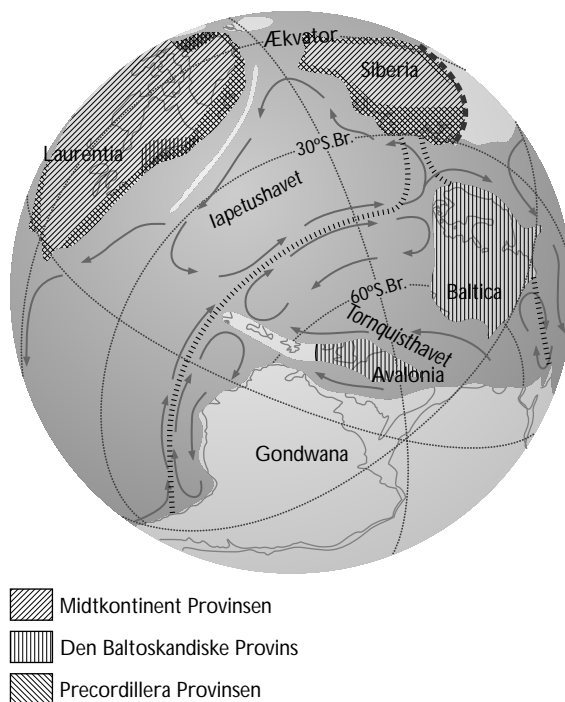 Ækvator
Siberia
Laurentia
30°S.Br.
Iapetushavet
60°S.Br.
Baltica
Tornquisthavet
Avalonia
Gondwana
Midtkontinent Provinsen
Den Baltoskandiske Provins
Precordillera Provinsen